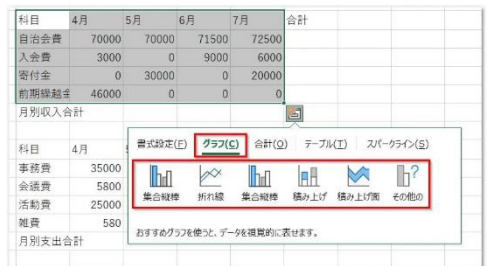 科目 4月 5月 6月 7月 合計
自治会費 70000 70000 71500 72500
入会費 3000 0 9000 6000
寄付金 0 30000 0 20000
前期繰越金 46000 0 0 0
月別収入合計
書式設定(F) グラフ(C) 合計(O) テーブル(T) スパークライン(S)
科目 4月
事務費 35000
会議費 5800
活動費 25000
雑費 580
月別支出合計
集合縦棒 折れ線 集合縦棒 積み上げ 積み上げ面 その他の
おすすめグラフを使うと、データを視覚的に表せます。